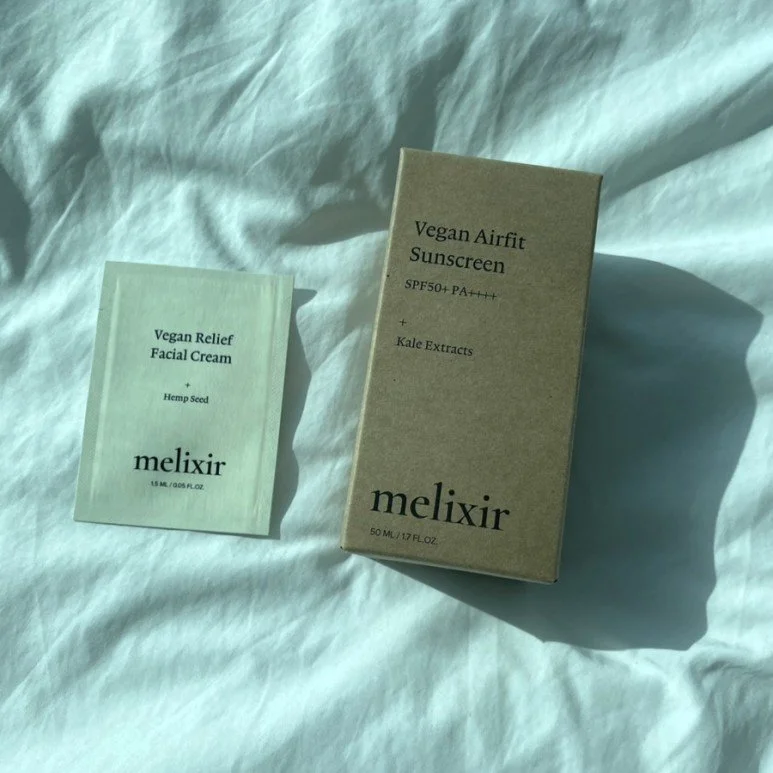 Vegan Relief
Facial Cream
+
Hemp Seed
melixir
1.5 ML / 0.05 FL.OZ.
Vegan Airfit
Sunscreen
SPF50+ PA++++
+
Kale Extracts
melixir
50 ML / 1.7 FL.OZ.